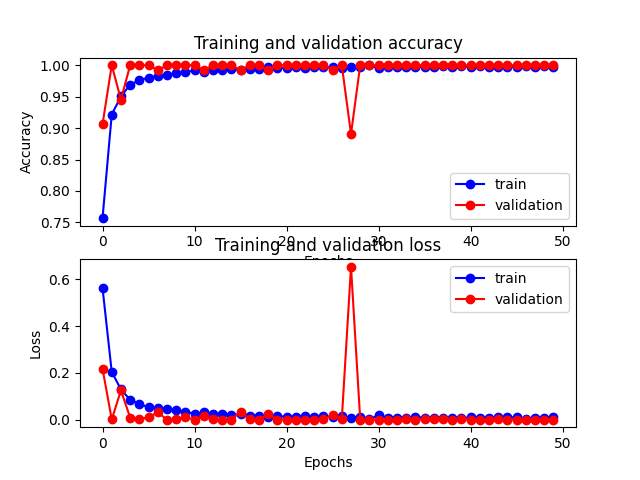 Training and validation accuracy
1.00
0.95
0.90
0.85
0.80
0.75
Accuracy
train
validation
0 10 20 30 40 50
Epochs
Training and validation loss
0.6
0.4
0.2
0.0
Loss
train
validation
0 10 20 30 40 50
Epochs